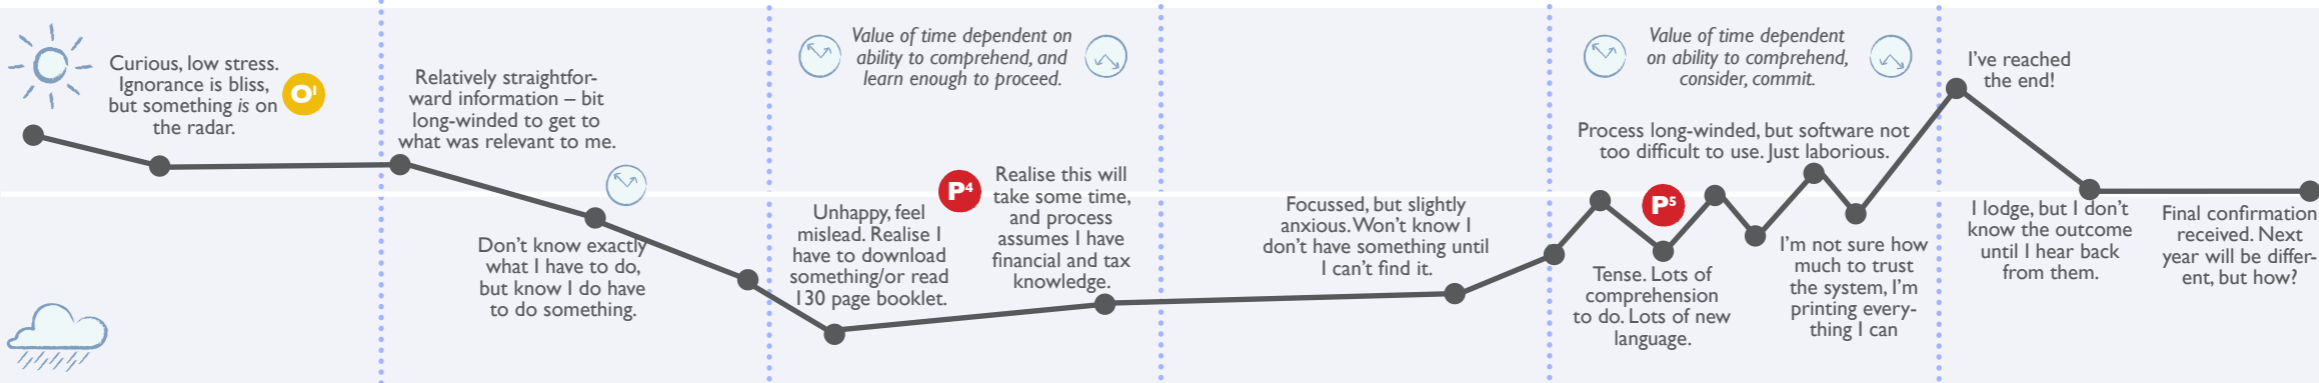 Curious, low stress.
Ignorance is bliss,
but something is on
the radar.
O¹
Relatively straightfor-
ward information – bit
long-winded to get to
what was relevant to me.
Don't know exactly
what I have to do,
but know I do have
to do something.
Value of time dependent on
ability to comprehend, and
learn enough to proceed.
Unhappy, feel
mislead. Realise I
have to download
something/or read
130 page booklet.
P⁴
Realise this will
take some time,
and process
assumes I have
financial and tax
knowledge.
Focussed, but slightly
anxious. Won't know I
don't have something until
I can't find it.
Value of time dependent
on ability to comprehend,
consider, commit.
Process long-winded, but software not
too difficult to use. Just laborious.
P⁵
Tense. Lots of
comprehension
to do. Lots of new
language.
I'm not sure how
much to trust
the system, I'm
printing every-
thing I can
I've reached
the end!
I lodge, but I don't
know the outcome
until I hear back
from them.
Final confirmation
received. Next
year will be differ-
ent, but how?